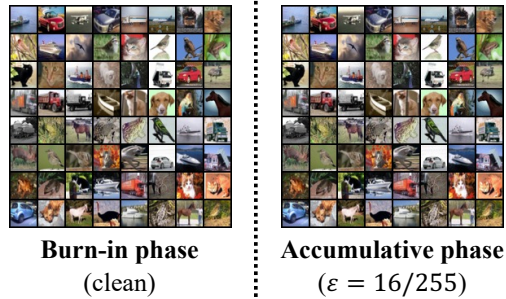 Burn-in phase
(clean)
Accumulative phase
(𝜀 = 16/255)